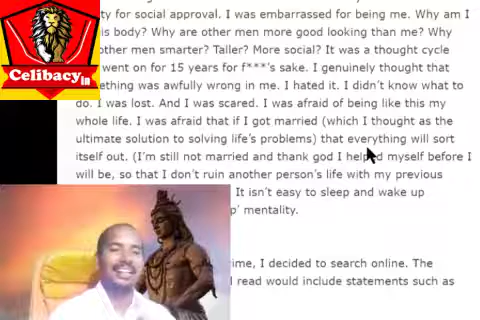 ty for social approval. I was embarrassed for being me. Why am I
is body? Why are other men more good looking than me? Why
other men smarter? Taller? More social? It was a thought cycle
went on for 15 years for f***'s sake. I genuinely thought that
ething was awfully wrong in me. I hated it. I didn't know what to
do. I was lost. And I was scared. I was afraid of being like this my
whole life. I was afraid that if I got married (which I thought as the
ultimate solution to solving life's problems) that everything will sort
itself out. (I'm still not married and thank god I helped myself before I
will be, so that I don't ruin another person's life with my previous
It isn't easy to sleep and wake up
p' mentality.
ime, I decided to search online. The
I read would include statements such as
Celibacy in